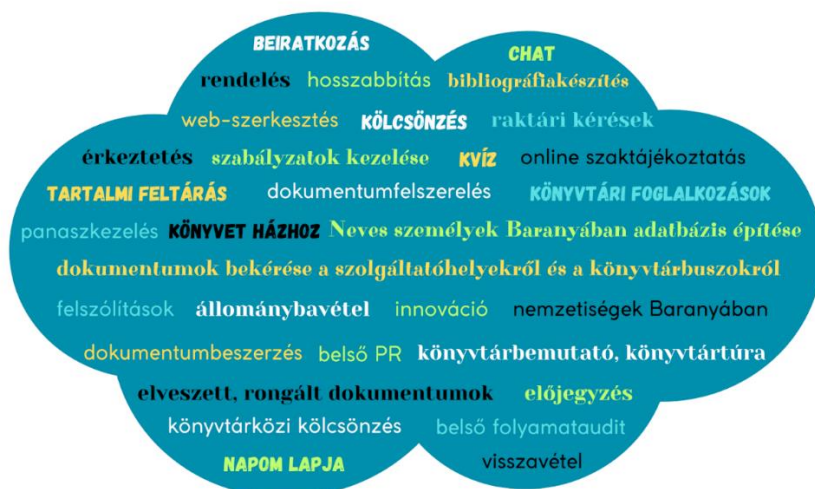 BEIRATKOZÁS CHAT
rendelés hosszabbítás bibliográfiakészítés
web-szerkesztés KÖLCSÖNZÉS raktári kérések
érkeztetés szabályzatok kezelése KVÍZ online szaktájékoztatás
TARTALMI FELTÁRÁS dokumentumfelszerelés KÖNYVTÁRI FOGLALKOZÁSOK
panaszkezelés KÖNYVET HÁZHOZ Neves személyek Baranyában adatbázis építése
dokumentumok bekérése a szolgáltatóhelyekről és a könyvtárbuszokról
felszólítások állománybavétel innováció nemzetiségek Baranyában
dokumentumbeszerzés belső PR könyvtárbemutató, könyvtártúra
elveszett, rongált dokumentumok előjegyzés
könyvtárközi kölcsönzés belső folyamataudit
NAPOM LAPJA visszavétel